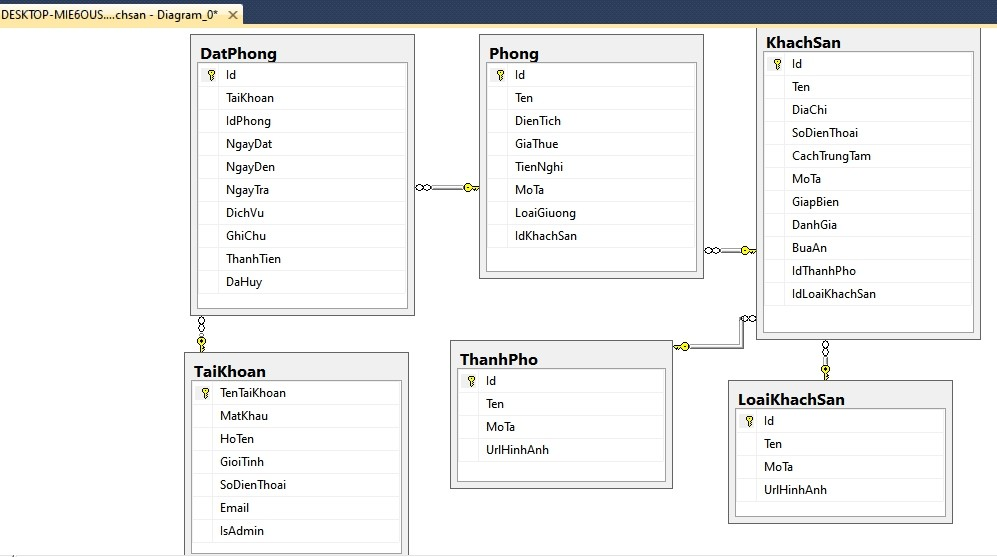 DESKTOP-MIE6OUS....chsan - Diagram_0*
DatPhong
Id
TaiKhoan
IdPhong
NgayDat
NgayDen
NgayTra
DichVu
GhiChu
ThanhTien
DaHuy
Phong
Id
Ten
DienTich
GiaThue
TienNghi
MoTa
LoaiGiuong
IdKhachSan
KhachSan
Id
Ten
DiaChi
SoDienThoai
CachTrungTam
MoTa
GiapBien
DanhGia
BuaAn
IdThanhPho
IdLoaiKhachSan
TaiKhoan
TenTaiKhoan
MatKhau
HoTen
GioiTinh
SoDienThoai
Email
IsAdmin
ThanhPho
Id
Ten
MoTa
UrlHinhAnh
LoaiKhachSan
Id
Ten
MoTa
UrlHinhAnh